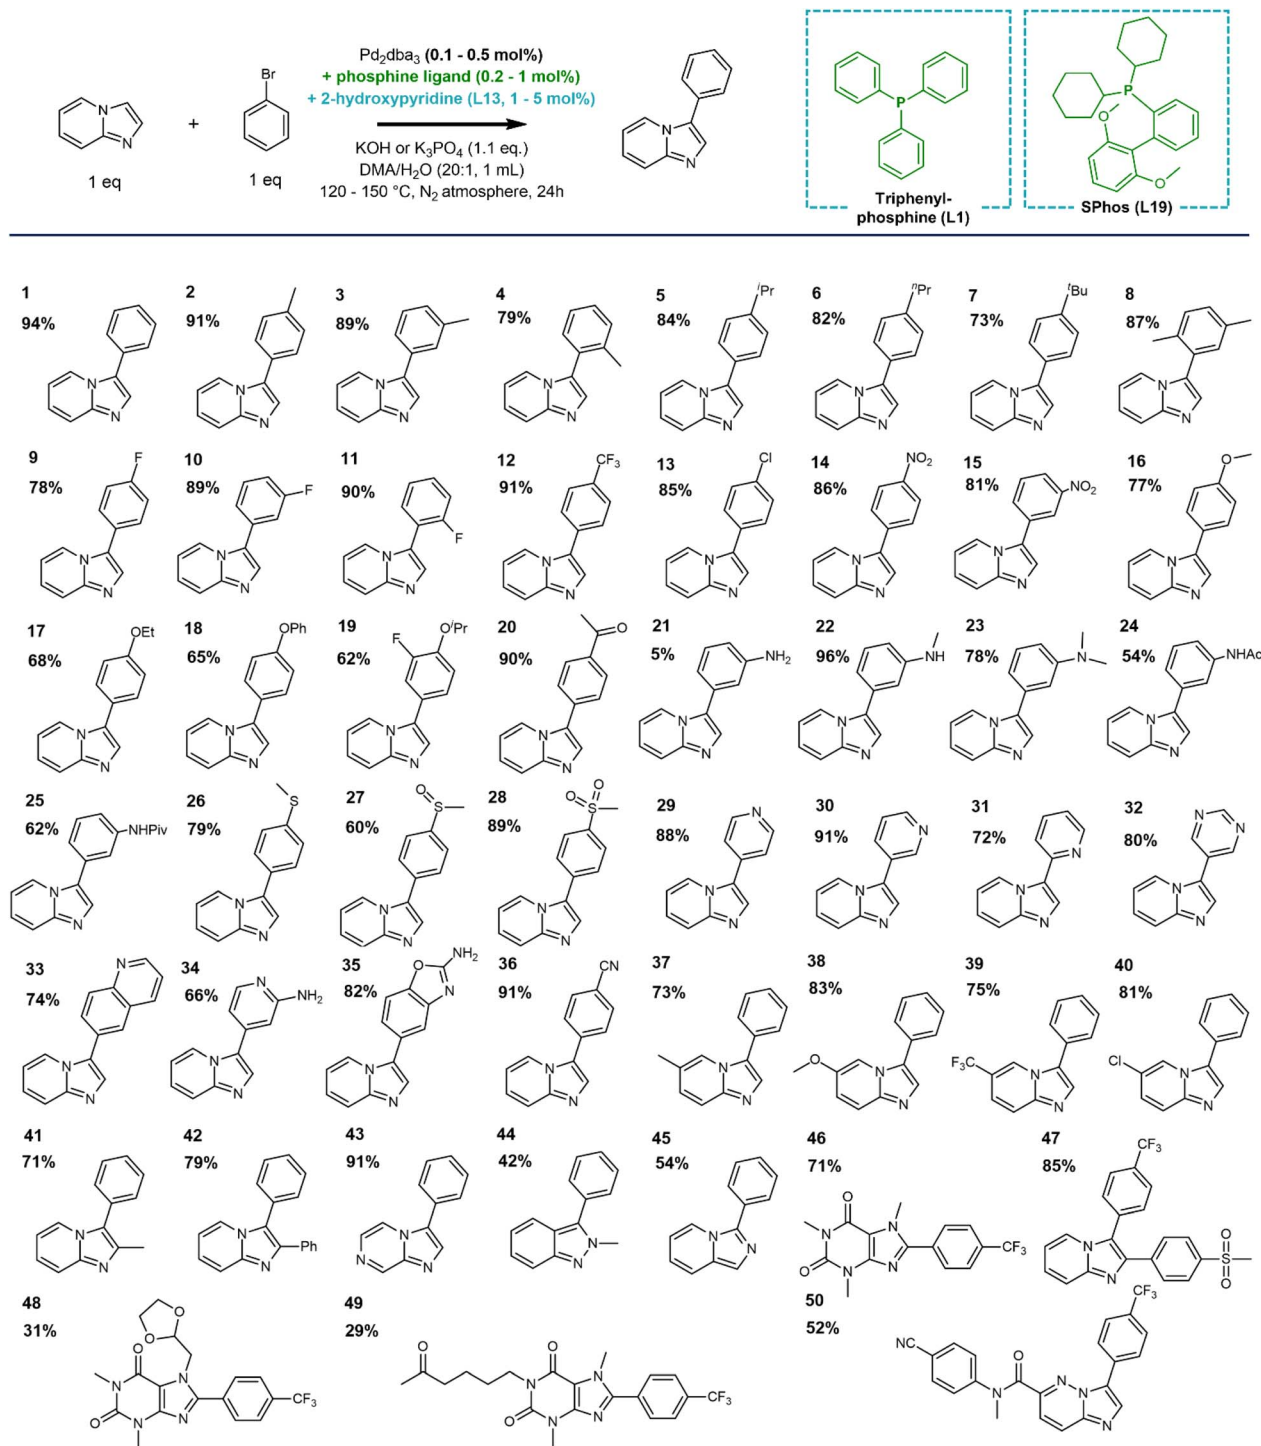 Pd2dba3 (0.1 - 0.5 mol%)
+ phosphine ligand (0.2 - 1 mol%)
+ 2-hydroxypyridine (L13, 1 - 5 mol%)
KOH or K3PO4 (1.1 eq.)
DMA/H2O (20:1, 1 mL)
120 - 150 °C, N2 atmosphere, 24h
N
N
1 eq
+
Br
1 eq
N
N
P
Triphenyl-
phosphine (L1)
P
O
O
SPhos (L19)
1
94%
N
N
2
91%
N
N
3
89%
N
N
4
79%
N
N
5
84%
iPr
N
N
6
82%
nPr
N
N
7
73%
tBu
N
N
8
87%
N
N
9
78%
F
N
N
10
89%
F
N
N
11
90%
F
N
N
12
91%
CF3
N
N
13
85%
Cl
N
N
14
86%
NO2
N
N
15
81%
NO2
N
N
16
77%
O
N
N
17
68%
OEt
N
N
18
65%
OPh
N
N
19
62%
F
OiPr
N
N
20
90%
O
N
N
21
5%
NH2
N
N
22
96%
NH
N
N
23
78%
N
N
N
24
54%
NHAc
N
N
25
62%
NHPiv
N
N
26
79%
S
N
N
27
60%
O
S
N
N
28
89%
O
O
S
N
N
29
88%
N
N
N
30
91%
N
N
N
31
72%
N
N
N
32
80%
N
N
N
N
33
74%
N
N
N
34
66%
N
NH2
N
N
35
82%
NH2
O
N
N
N
36
91%
CN
N
N
37
73%
N
N
38
83%
O
N
N
39
75%
F3C
N
N
40
81%
Cl
N
N
41
71%
N
N
42
79%
N
Ph
N
43
91%
N
N
N
44
42%
N
N
45
54%
N
N
46
71%
O
N
N
O
N
N
CF3
47
85%
CF3
N
N
S
O
O
48
31%
O
O
O
N
N
O
N
N
CF3
49
29%
O
O
N
N
O
N
N
CF3
50
52%
CF3
NC
O
N
N
N
N